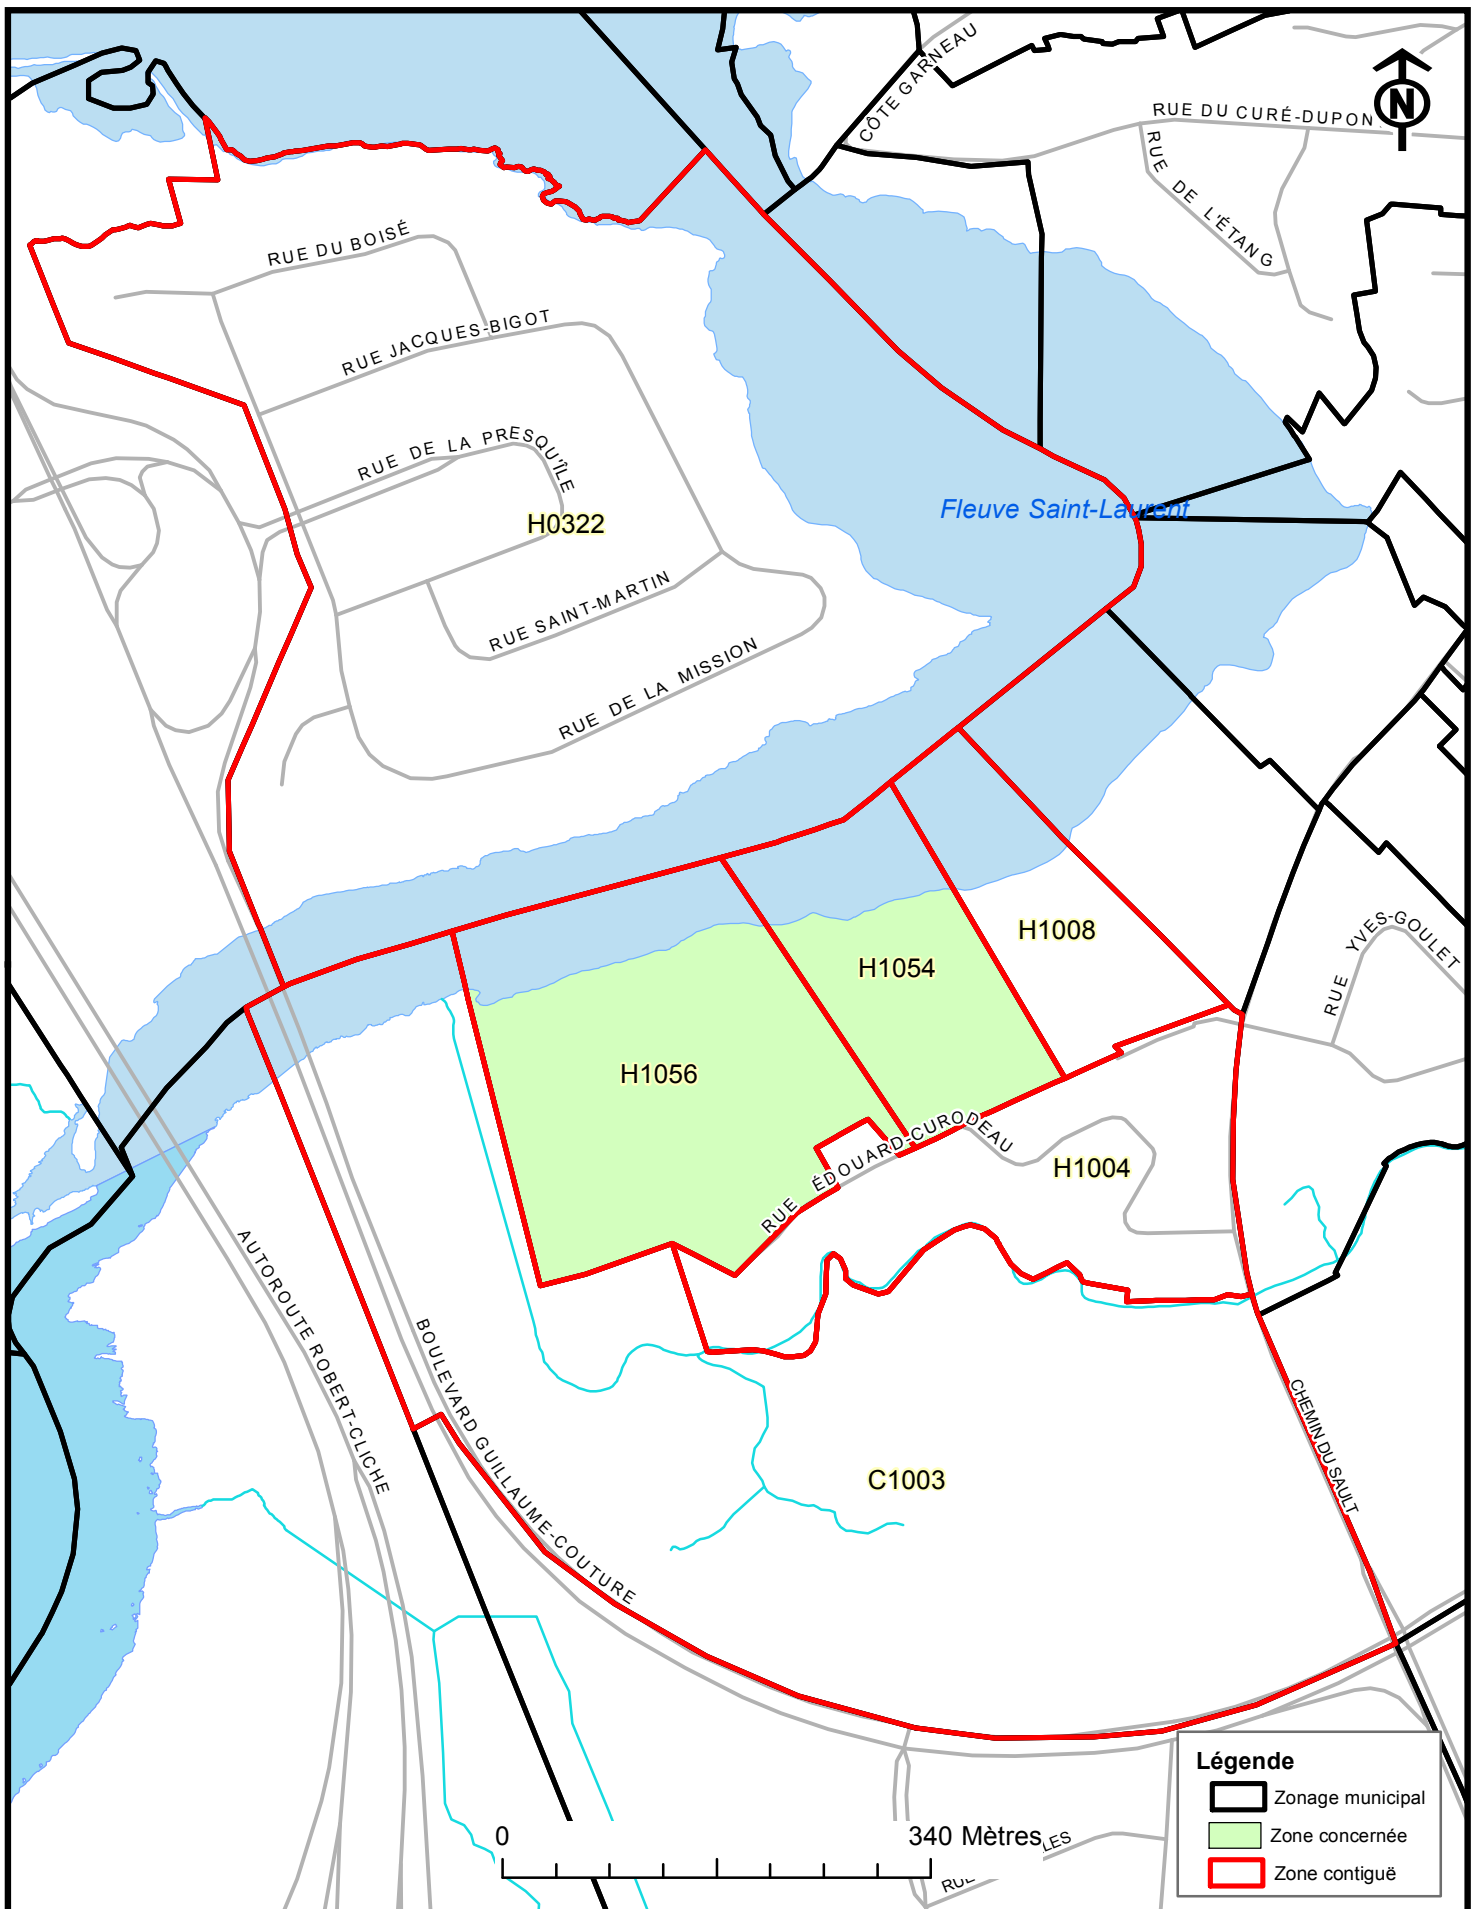 CÔTE GARNEAU
RUE DU CURÉ-DUPON
N
RUE DE L'ÉTANG
RUE DU BOISÉ
RUE JACQUES-BIGOT
RUE DE LA PRESQU'ÎLE
H0322
Fleuve Saint-Laurent
RUE SAINT-MARTIN
RUE DE LA MISSION
H1008
H1054
RUE YVES-GOULET
H1056
RUE ÉDOUARD-CURODEAU
H1004
AUTOROUTE ROBERT-CLICHE
BOULEVARD GUILLAUME-COUTURE
CHEMIN DU SAULT
C1003
Légende
Zonage municipal
Zone concernée
Zone contiguë
0 340 Mètres
RUE LES